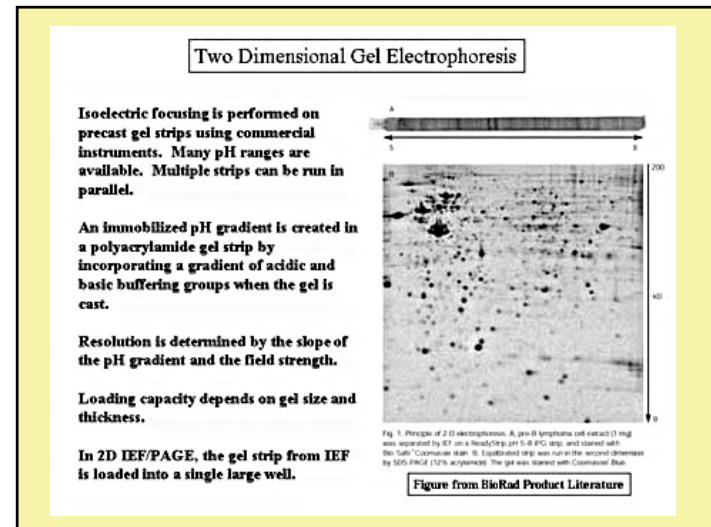 Two Dimensional Gel Electrophoresis
Isoelectric focusing is performed on
precast gel strips using commercial
instruments. Many pH ranges are
available. Multiple strips can be run in
parallel.
An immobilized pH gradient is created in
a polyacrylamide gel strip by
incorporating a gradient of acidic and
basic buffering groups when the gel is
cast.
Resolution is determined by the slope of
the pH gradient and the field strength.
Loading capacity depends on gel size and
thickness.
In 2D IEF/PAGE, the gel strip from IEF
is loaded into a single large well.
A
5
8
B
200
KD
Fig. 1. Principle of 2-D electrophoresis. A, pre-B lymphoma cell extract (1 mg)
was separated by IEF on a ReadyStrip pH 5-8 IPG strip, and stained with
Bio-Safe Coomassie stain. B. Equilibrated strip was run in the second dimension
by SDS-PAGE (12% acrylamide). The gel was stained with Coomassie Blue.
Figure from BioRad Product Literature